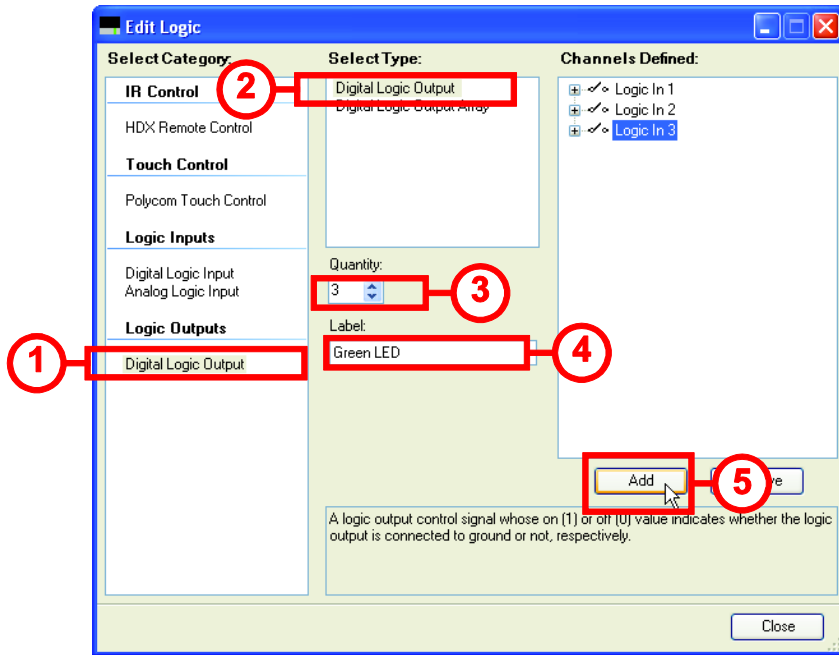 Edit Logic
Select Category:
Select Type:
Channels Defined:
IR Control
HDX Remote Control
Touch Control
Polycom Touch Control
Logic Inputs
Digital Logic Input
Analog Logic Input
Logic Outputs
Digital Logic Output
1
2
Digital Logic Output
Digital Logic Output Array
Quantity:
3
3
Label:
Green LED
4
Logic In 1
Logic In 2
Logic In 3
Add
5
A logic output control signal whose on (1) or off (0) value indicates whether the logic
output is connected to ground or not, respectively.
Close